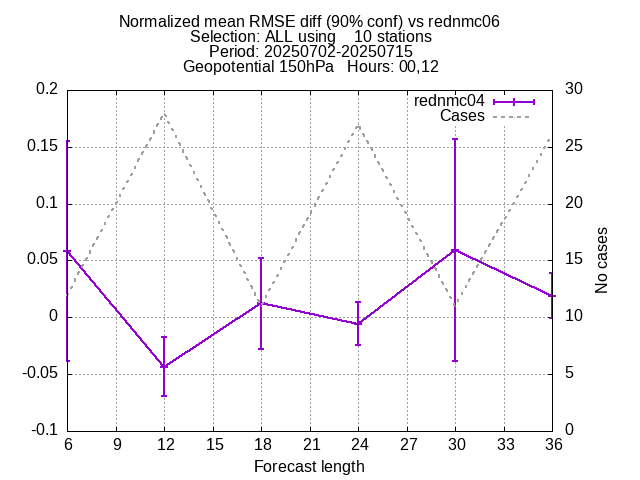 Normalized mean RMSE diff (90% conf) vs rednmc06
Selection: ALL using    10 stations
Period: 20250702-20250715
Geopotential 150hPa   Hours: 00,12
rednmc04
Cases
0.2
0.15
0.1
0.05
0
-0.05
-0.1
30
25
20
15
10
5
0
No cases
6 9 12 15 18 21 24 27 30 33 36
Forecast length